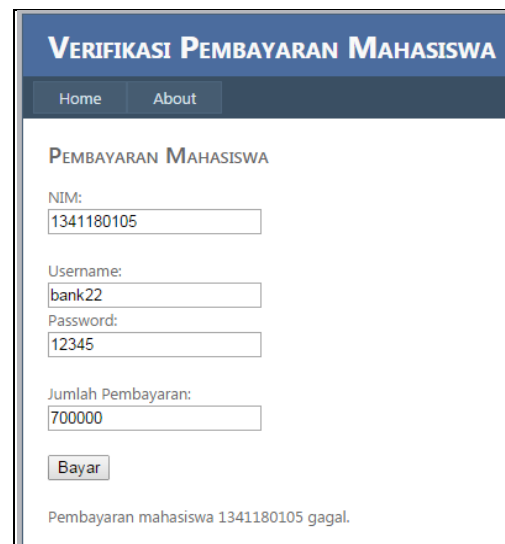 VERIFIKASI PEMBAYARAN MAHASISWA
Home About
PEMBAYARAN MAHASISWA
NIM:
1341180105
Username:
bank22
Password:
12345
Jumlah Pembayaran:
700000
Bayar
Pembayaran mahasiswa 1341180105 gagal.